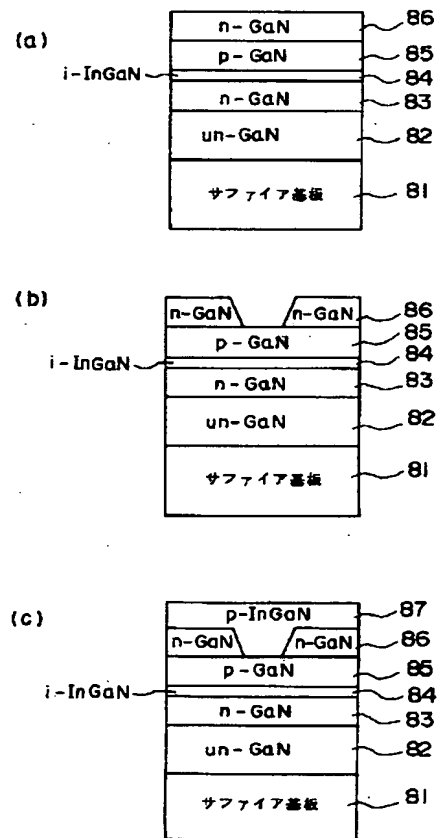 (a)
n-GaN 86
p-GaN 85
i-InGaN 84
n-GaN 83
un-GaN 82
サファイア基板 81
(b)
n-GaN n-GaN 86
p-GaN 85
i-InGaN 84
n-GaN 83
un-GaN 82
サファイア基板 81
(c)
p-InGaN 87
n-GaN n-GaN 86
p-GaN 85
i-InGaN 84
n-GaN 83
un-GaN 82
サファイア基板 81